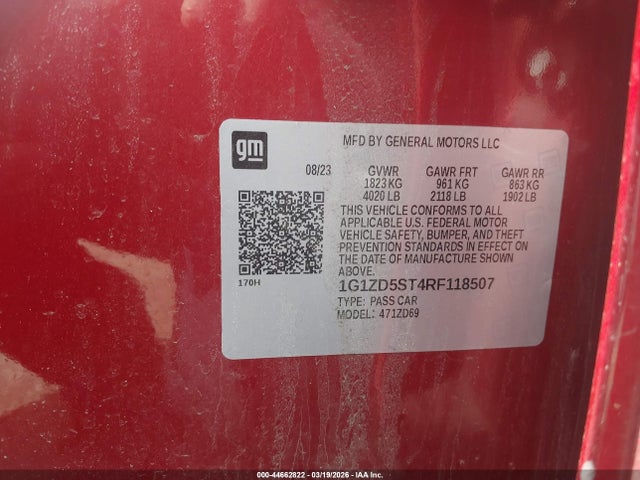 gm
MFD BY GENERAL MOTORS LLC
08/23 GVWR GAWR FRT GAWR RR
1823 KG 961 KG 863 KG
4020 LB 2118 LB 1902 LB
THIS VEHICLE CONFORMS TO ALL
APPLICABLE U.S. FEDERAL MOTOR
VEHICLE SAFETY, BUMPER, AND THEFT
PREVENTION STANDARDS IN EFFECT ON
THE DATE OF MANUFACTURE SHOWN
ABOVE.
170H
1G1ZD5ST4RF118507
TYPE: PASS CAR
MODEL: 471ZD69
000-44662822 - 03/19/2026 - IAA Inc.